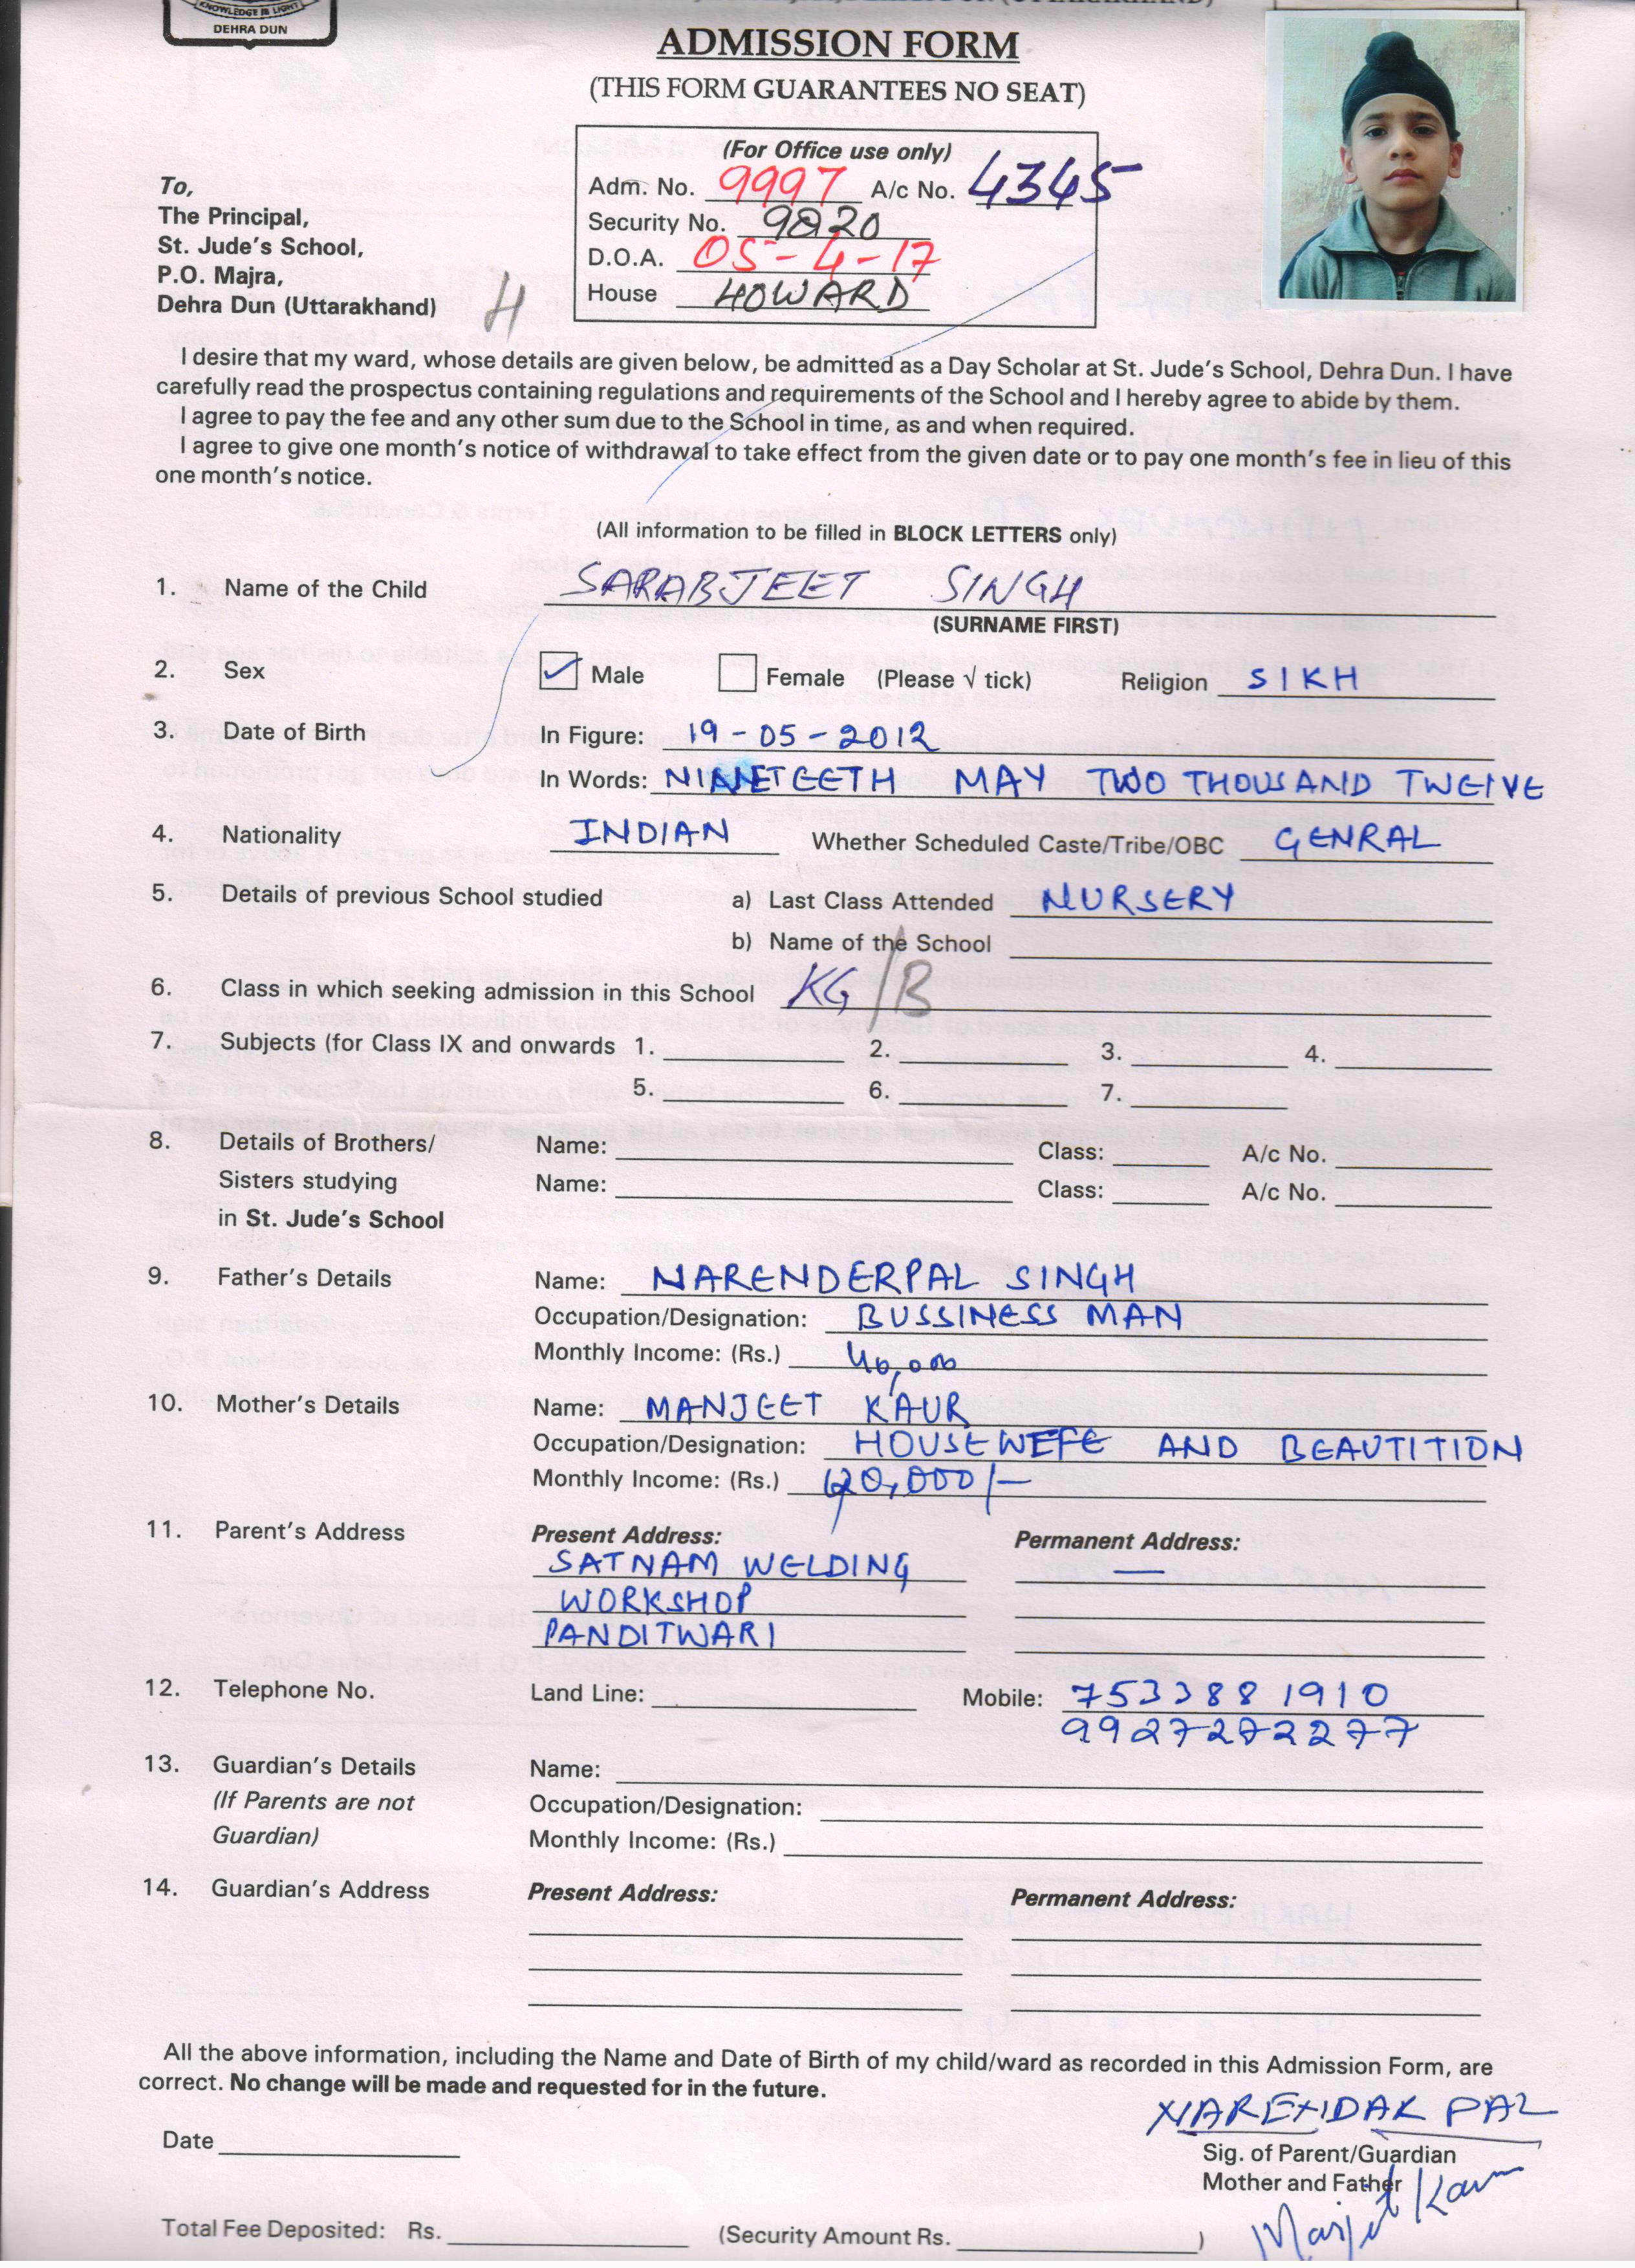 KNOWLEDGE IS LIGHT
DEHRA DUN
ADMISSION FORM
(THIS FORM GUARANTEES NO SEAT)
(For Office use only)
Adm. No. 9997 A/c No. 4345
Security No. 9820
D.O.A. 05-4-17
House HOWARD
To,
The Principal,
St. Jude's School,
P.O. Majra,
Dehra Dun (Uttarakhand)
H
I desire that my ward, whose details are given below, be admitted as a Day Scholar at St. Jude's School, Dehra Dun. I have
carefully read the prospectus containing regulations and requirements of the School and I hereby agree to abide by them.
I agree to pay the fee and any other sum due to the School in time, as and when required.
I agree to give one month's notice of withdrawal to take effect from the given date or to pay one month's fee in lieu of this
one month's notice.
(All information to be filled in BLOCK LETTERS only)
1. Name of the Child SARABJEET SINGH
(SURNAME FIRST)
2. Sex ✓ Male Female (Please √ tick) Religion SIKH
3. Date of Birth In Figure: 19-05-2012
In Words: NINETEETH MAY TWO THOUSAND TWEIVE
4. Nationality INDIAN Whether Scheduled Caste/Tribe/OBC GENRAL
5. Details of previous School studied a) Last Class Attended NURSERY
b) Name of the School
6. Class in which seeking admission in this School KG/B
7. Subjects (for Class IX and onwards 1. 2. 3. 4.
5. 6. 7.
8. Details of Brothers/ Name: Class: A/c No.
Sisters studying Name: Class: A/c No.
in St. Jude's School
9. Father's Details Name: NARENDERPAL SINGH
Occupation/Designation: BUSSINESS MAN
Monthly Income: (Rs.) 40,000
10. Mother's Details Name: MANJEET KAUR
Occupation/Designation: HOUSEWEFE AND BEAUTITION
Monthly Income: (Rs.) 20,000/-
11. Parent's Address Present Address: Permanent Address:
SATNAM WELDING —
WORKSHOP
PANDITWARI
12. Telephone No. Land Line: Mobile: 7533881910
9927272277
13. Guardian's Details Name:
(If Parents are not Occupation/Designation:
Guardian) Monthly Income: (Rs.)
14. Guardian's Address Present Address: Permanent Address:
All the above information, including the Name and Date of Birth of my child/ward as recorded in this Admission Form, are
correct. No change will be made and requested for in the future.
PAL
Date
Sig. of Parent/Guardian
Mother and Father
Manjeet Kaur
Total Fee Deposited: Rs. (Security Amount Rs. )